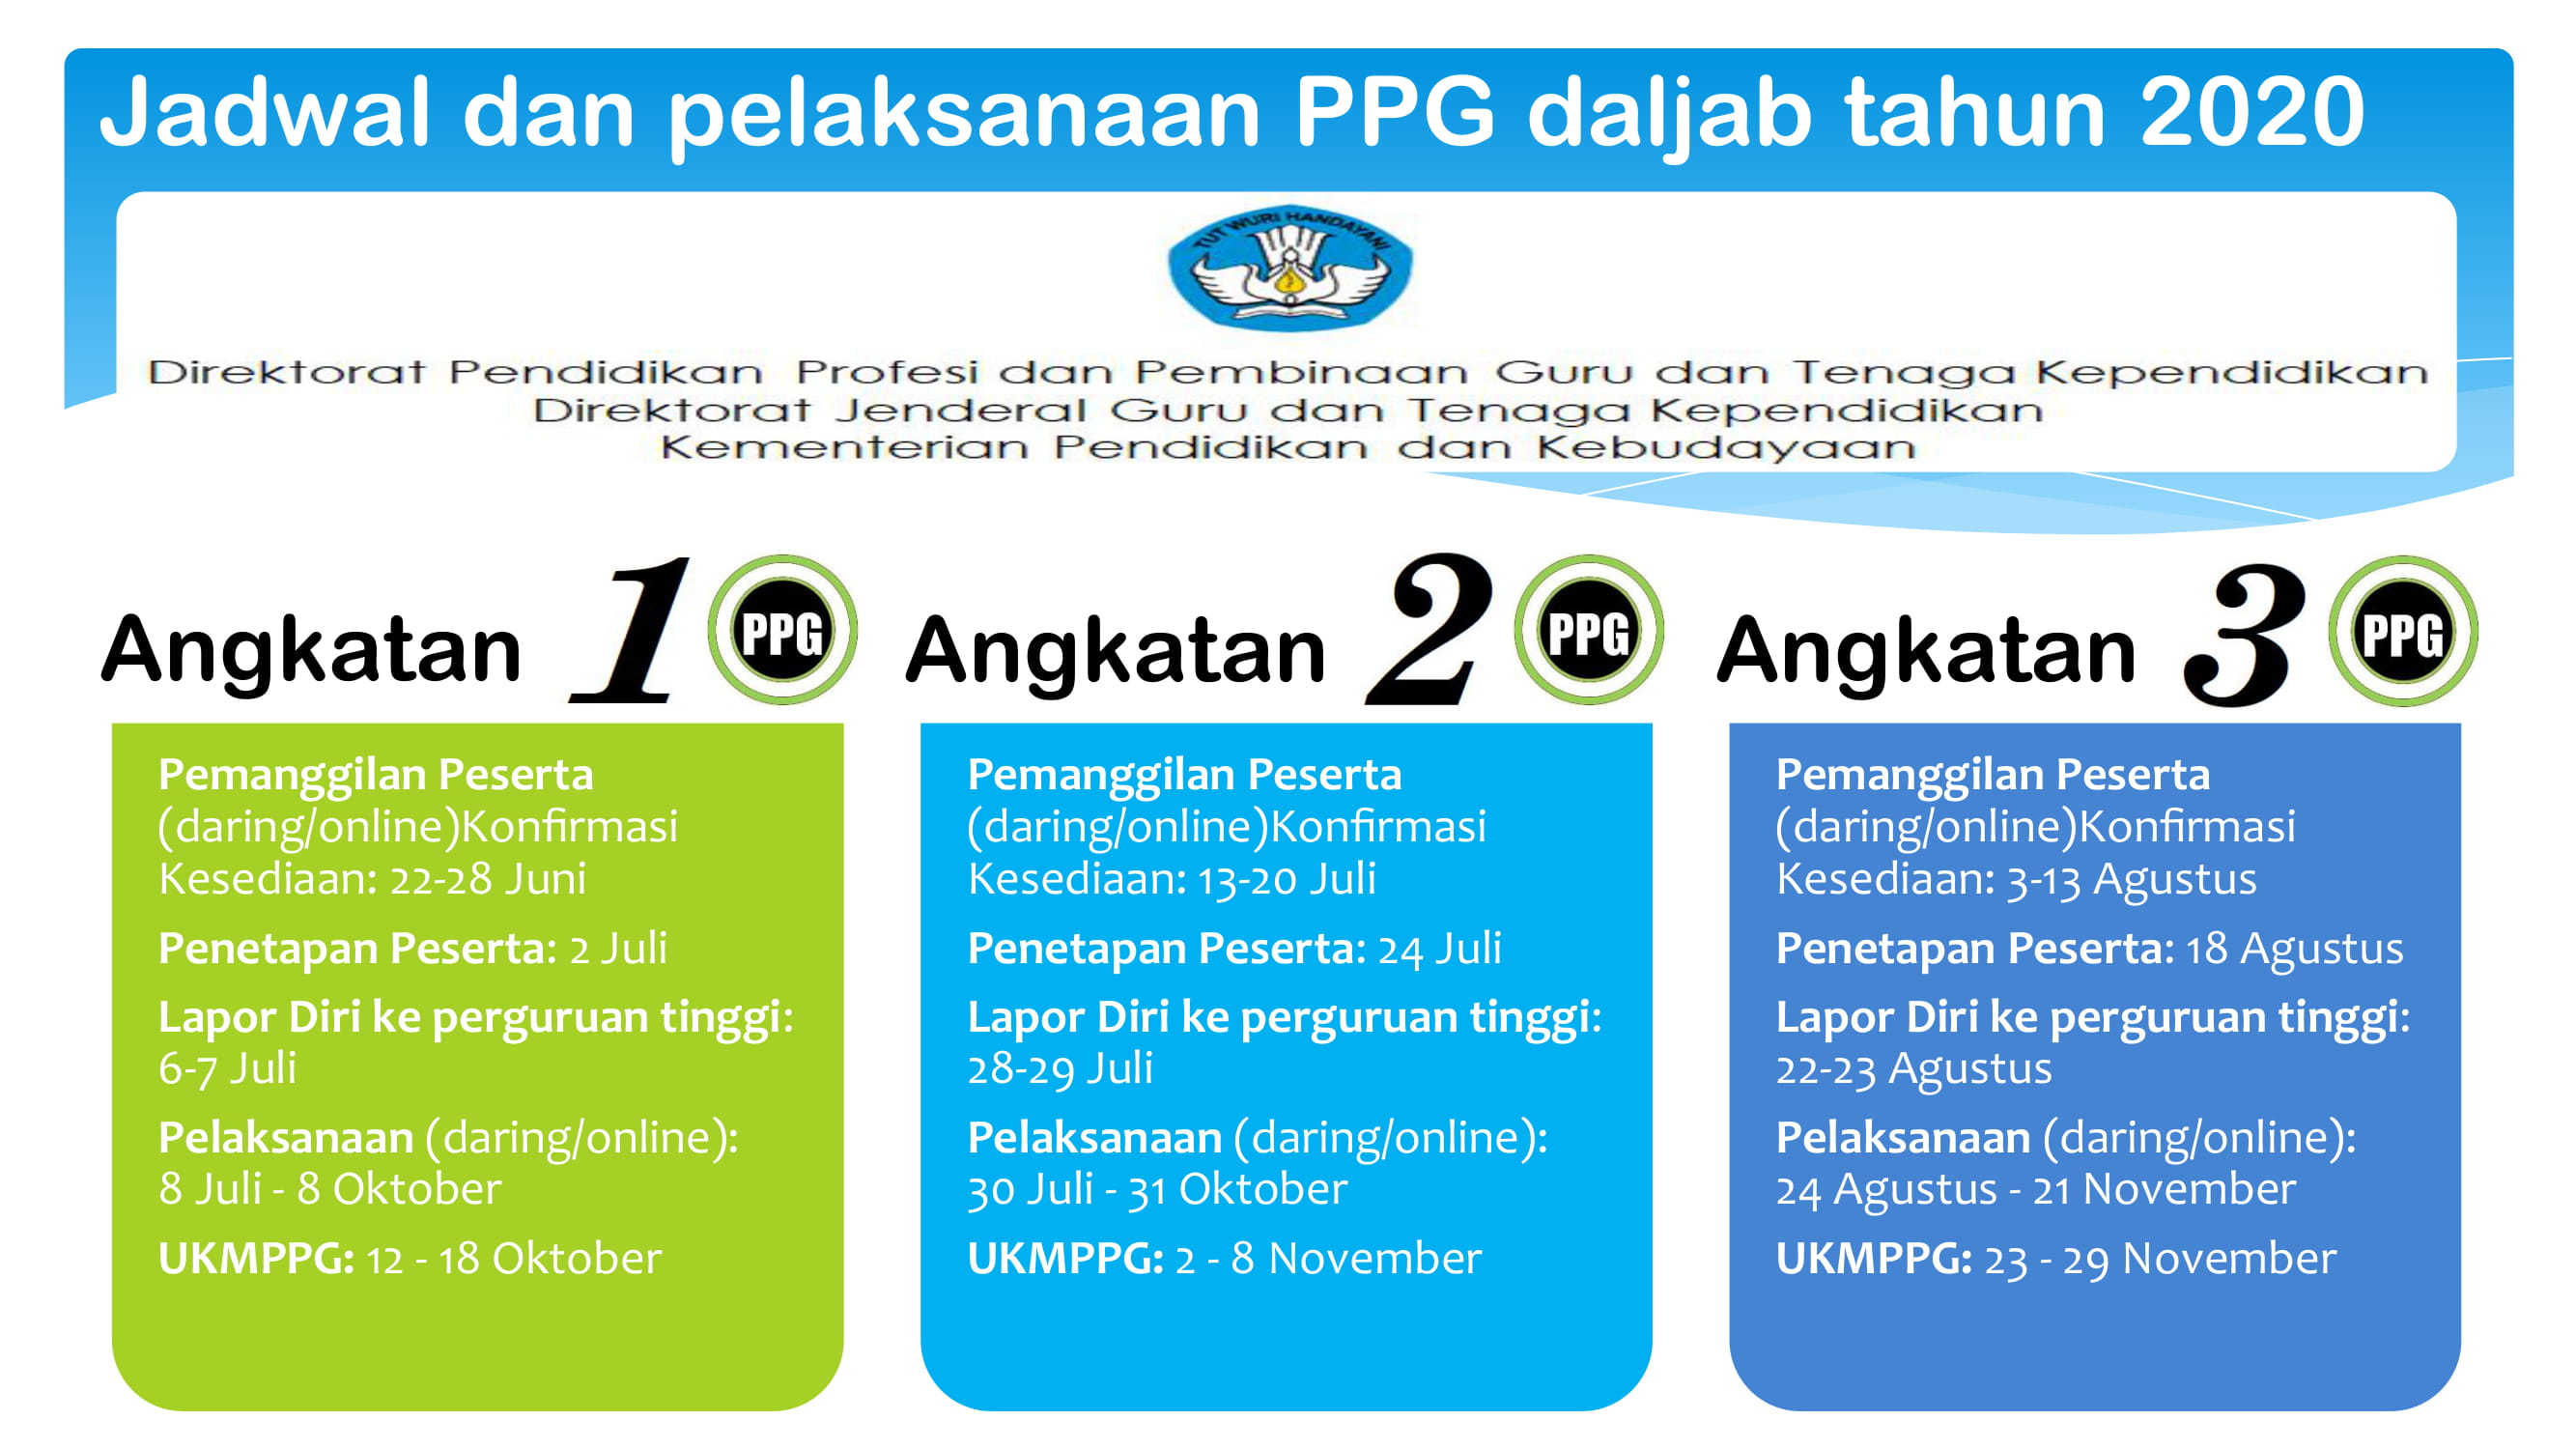 Jadwal dan pelaksanaan PPG daljab tahun 2020
TUT WURI HANDAYANI
Direktorat Pendidikan Profesi dan Pembinaan Guru dan Tenaga Kependidikan
Direktorat Jenderal Guru dan Tenaga Kependidikan
Kementerian Pendidikan dan Kebudayaan
Angkatan 1 PPG
Pemanggilan Peserta
(daring/online)Konfirmasi
Kesediaan: 22-28 Juni
Penetapan Peserta: 2 Juli
Lapor Diri ke perguruan tinggi:
6-7 Juli
Pelaksanaan (daring/online):
8 Juli - 8 Oktober
UKMPPG: 12 - 18 Oktober
Angkatan 2 PPG
Pemanggilan Peserta
(daring/online)Konfirmasi
Kesediaan: 13-20 Juli
Penetapan Peserta: 24 Juli
Lapor Diri ke perguruan tinggi:
28-29 Juli
Pelaksanaan (daring/online):
30 Juli - 31 Oktober
UKMPPG: 2 - 8 November
Angkatan 3 PPG
Pemanggilan Peserta
(daring/online)Konfirmasi
Kesediaan: 3-13 Agustus
Penetapan Peserta: 18 Agustus
Lapor Diri ke perguruan tinggi:
22-23 Agustus
Pelaksanaan (daring/online):
24 Agustus - 21 November
UKMPPG: 23 - 29 November